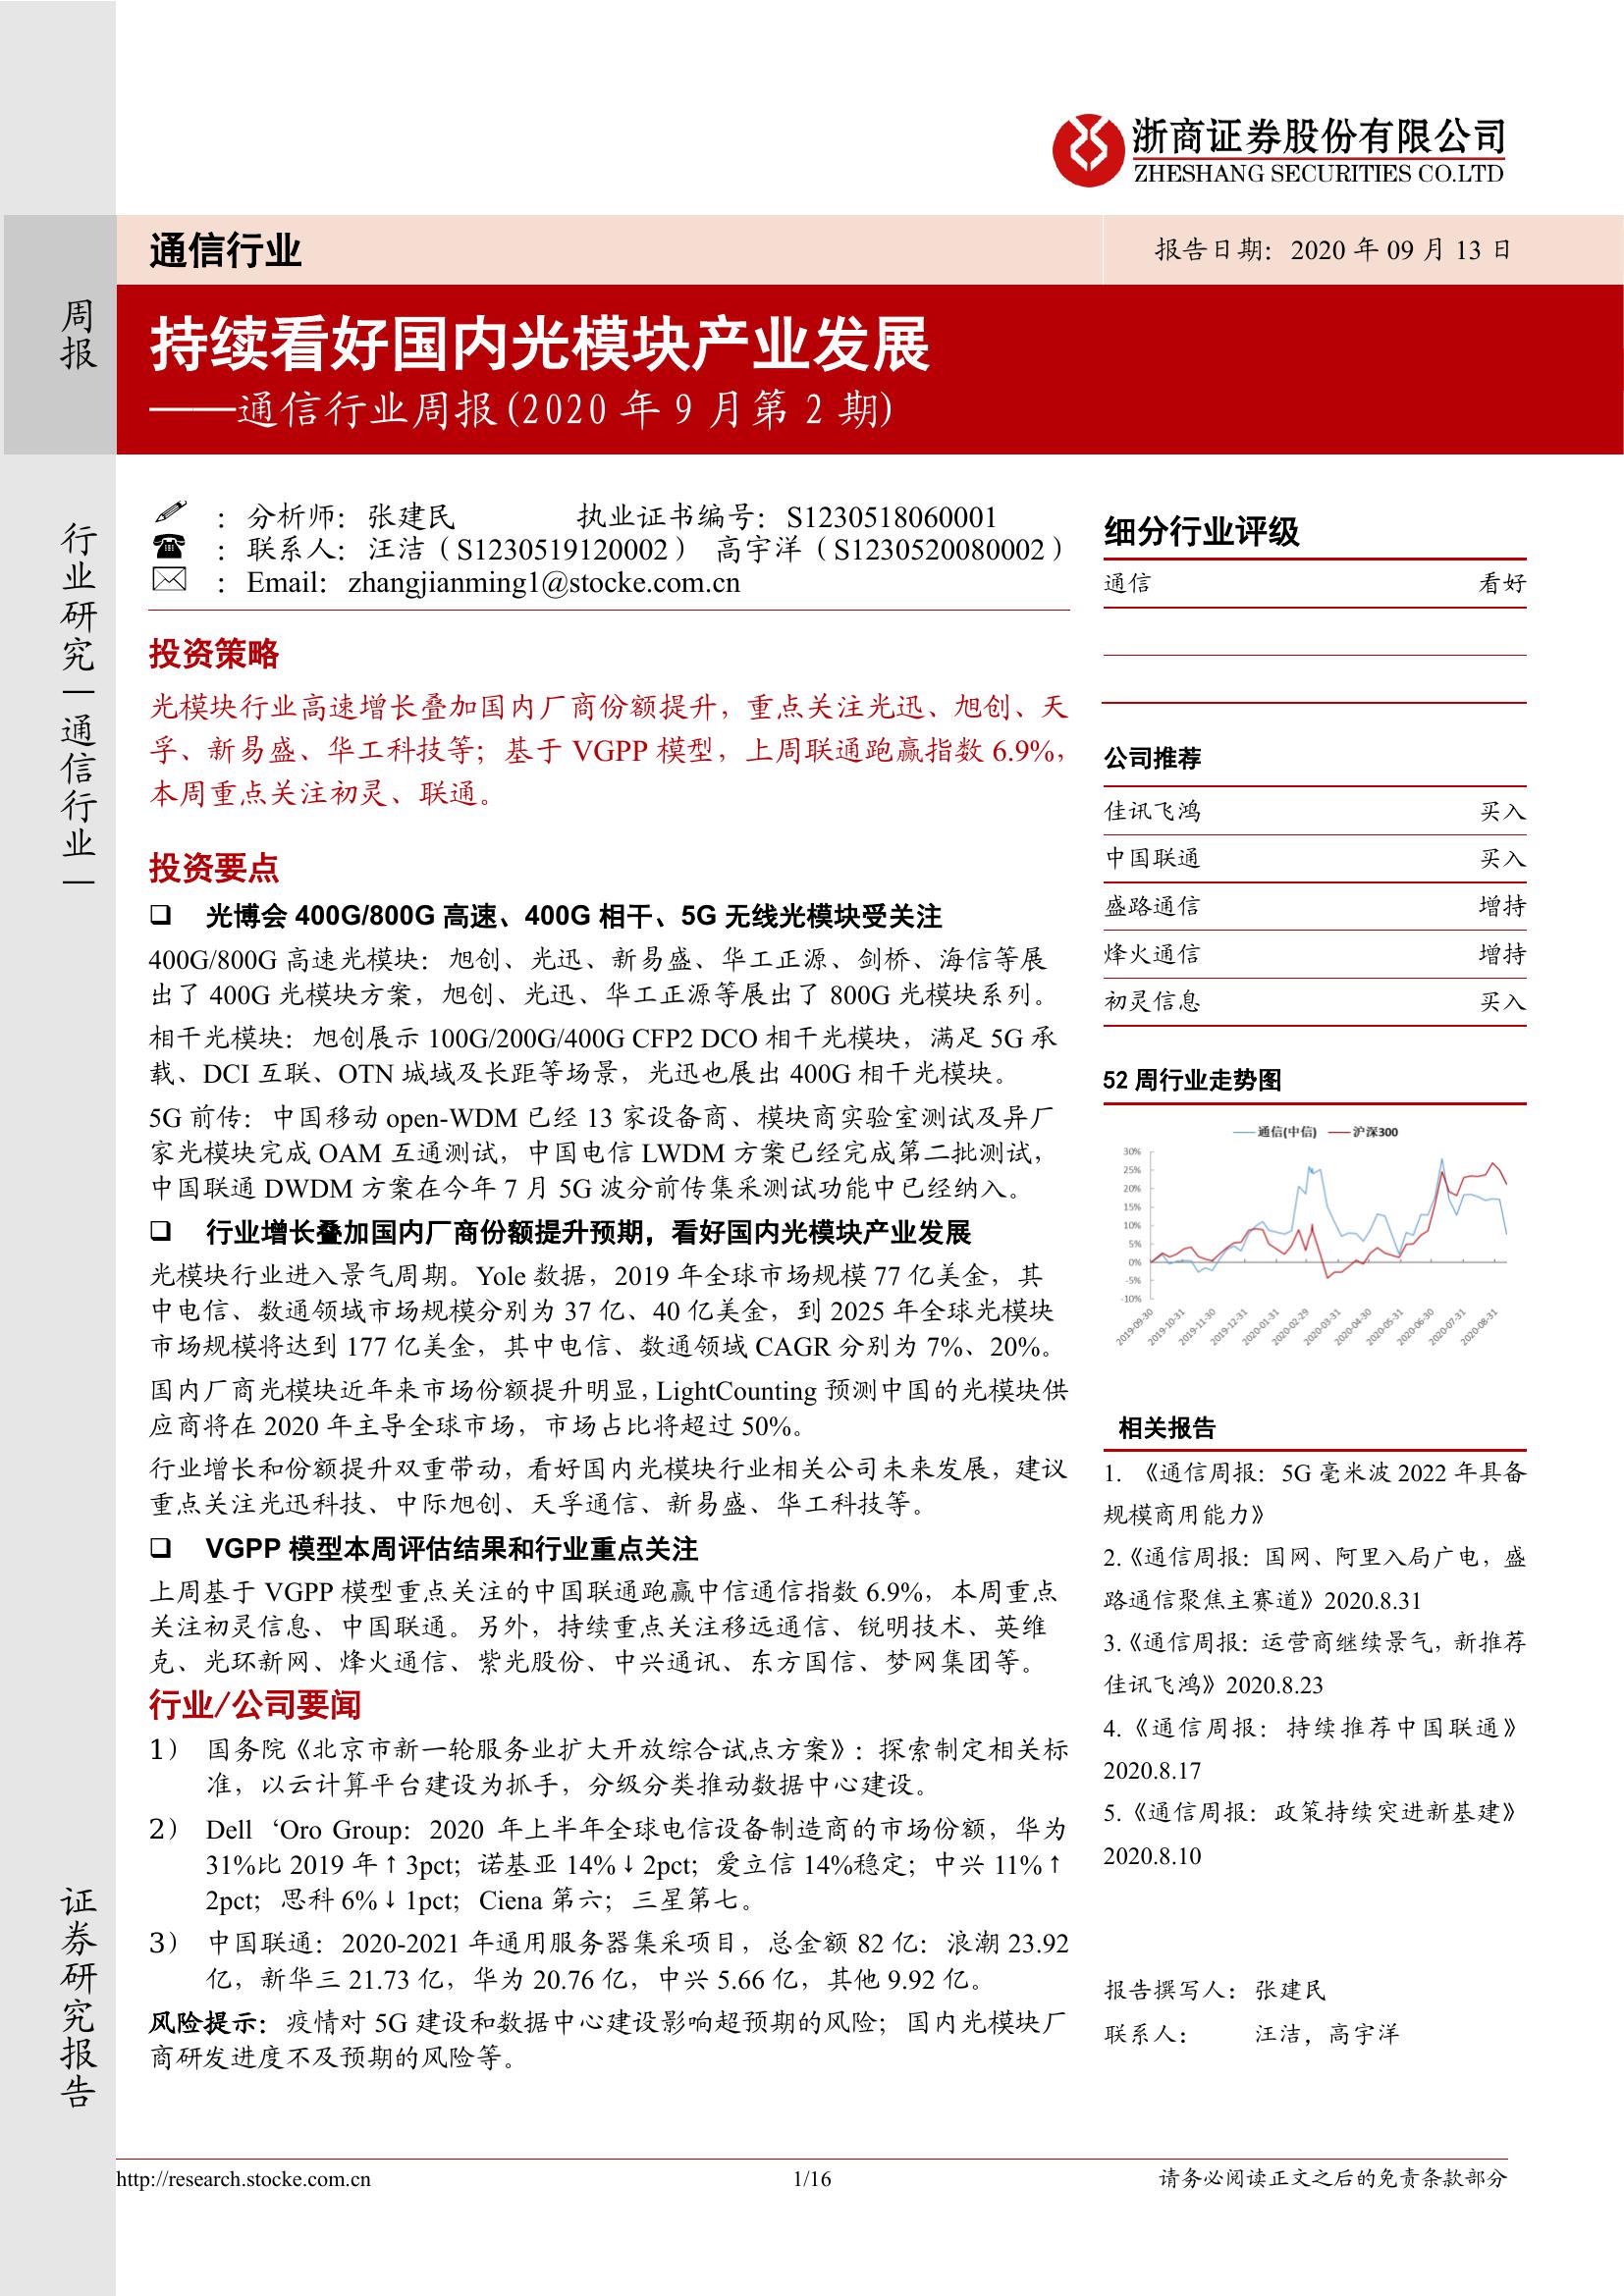 浙商证券股份有限公司
ZHESHANG SECURITIES CO.LTD
通信行业
报告日期：2020 年 09 月 13 日
周报
持续看好国内光模块产业发展
——通信行业周报(2020 年 9 月第 2 期)
行业研究｜通信行业｜
证券研究报告
：分析师：张建民 执业证书编号：S1230518060001
：联系人：汪洁（S1230519120002） 高宇洋（S1230520080002）
：Email：zhangjianming1@stocke.com.cn
投资策略
光模块行业高速增长叠加国内厂商份额提升，重点关注光迅、旭创、天
孚、新易盛、华工科技等；基于 VGPP 模型，上周联通跑赢指数 6.9%，
本周重点关注初灵、联通。
投资要点
❑ 光博会 400G/800G 高速、400G 相干、5G 无线光模块受关注
400G/800G 高速光模块：旭创、光迅、新易盛、华工正源、剑桥、海信等展
出了 400G 光模块方案，旭创、光迅、华工正源等展出了 800G 光模块系列。
相干光模块：旭创展示 100G/200G/400G CFP2 DCO 相干光模块，满足 5G 承
载、DCI 互联、OTN 城域及长距等场景，光迅也展出 400G 相干光模块。
5G 前传：中国移动 open-WDM 已经 13 家设备商、模块商实验室测试及异厂
家光模块完成 OAM 互通测试，中国电信 LWDM 方案已经完成第二批测试，
中国联通 DWDM 方案在今年 7 月 5G 波分前传集采测试功能中已经纳入。
❑ 行业增长叠加国内厂商份额提升预期，看好国内光模块产业发展
光模块行业进入景气周期。Yole 数据，2019 年全球市场规模 77 亿美金，其
中电信、数通领域市场规模分别为 37 亿、40 亿美金，到 2025 年全球光模块
市场规模将达到 177 亿美金，其中电信、数通领域 CAGR 分别为 7%、20%。
国内厂商光模块近年来市场份额提升明显，LightCounting 预测中国的光模块供
应商将在 2020 年主导全球市场，市场占比将超过 50%。
行业增长和份额提升双重带动，看好国内光模块行业相关公司未来发展，建议
重点关注光迅科技、中际旭创、天孚通信、新易盛、华工科技等。
❑ VGPP 模型本周评估结果和行业重点关注
上周基于 VGPP 模型重点关注的中国联通跑赢中信通信指数 6.9%，本周重点
关注初灵信息、中国联通。另外，持续重点关注移远通信、锐明技术、英维
克、光环新网、烽火通信、紫光股份、中兴通讯、东方国信、梦网集团等。
行业/公司要闻
1） 国务院《北京市新一轮服务业扩大开放综合试点方案》：探索制定相关标
准，以云计算平台建设为抓手，分级分类推动数据中心建设。
2） Dell ‘Oro Group：2020 年上半年全球电信设备制造商的市场份额，华为
31%比 2019 年↑3pct；诺基亚 14%↓2pct；爱立信 14%稳定；中兴 11%↑
2pct；思科 6%↓1pct；Ciena 第六；三星第七。
3） 中国联通：2020-2021 年通用服务器集采项目，总金额 82 亿：浪潮 23.92
亿，新华三 21.73 亿，华为 20.76 亿，中兴 5.66 亿，其他 9.92 亿。
风险提示：疫情对 5G 建设和数据中心建设影响超预期的风险；国内光模块厂
商研发进度不及预期的风险等。
细分行业评级
通信 看好
公司推荐
佳讯飞鸿 买入
中国联通 买入
盛路通信 增持
烽火通信 增持
初灵信息 买入
52 周行业走势图
通信(中信) 沪深300
30%
25%
20%
15%
10%
5%
0%
-5%
-10%
2019-09-30 2019-10-31 2019-11-30 2019-12-31 2020-01-31 2020-02-29 2020-03-31 2020-04-30 2020-05-31 2020-06-30 2020-07-31 2020-08-31
相关报告
1. 《通信周报：5G 毫米波 2022 年具备
规模商用能力》
2.《通信周报：国网、阿里入局广电，盛
路通信聚焦主赛道》2020.8.31
3.《通信周报：运营商继续景气，新推荐
佳讯飞鸿》2020.8.23
4.《通信周报：持续推荐中国联通》
2020.8.17
5.《通信周报：政策持续突进新基建》
2020.8.10
报告撰写人：张建民
联系人： 汪洁，高宇洋
http://research.stocke.com.cn 1/16 请务必阅读正文之后的免责条款部分